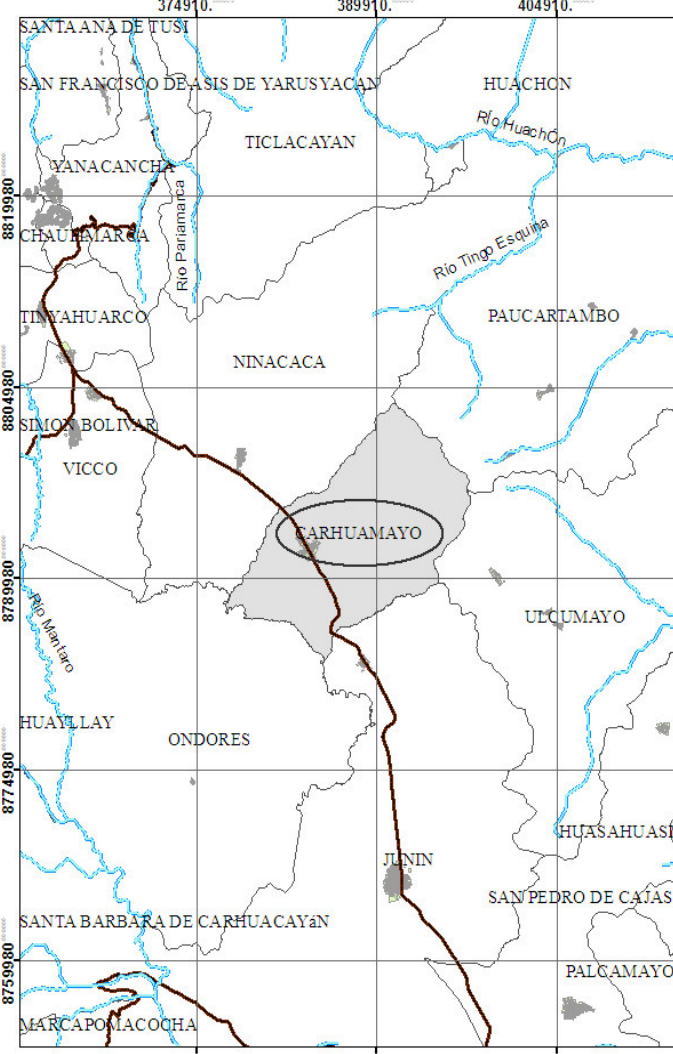 374910.
389910.
404910.
SANTA ANA DE TUSI
SAN FRANCISCO DE ASIS DE YARUSYACAN
HUACHON
Río HuachÓn
TICLACAYAN
YANACANCHA
Río Pariamarca
8819980
CHAUPIMARCA
Río Tingo Esquina
TINYAHUARCO
PAUCARTAMBO
NINACACA
8804980
SIMON BOLIVAR
VICCO
CARHUAMAYO
8789980
Río Mantaro
ULCUMAYO
HUAYLLAY
ONDORES
8774980
HUASAHUASI
JUNIN
SAN PEDRO DE CAJAS
SANTA BARBARA DE CARHUACAYáN
8759980
PALCAMAYO
MARCAPOMACOCHA